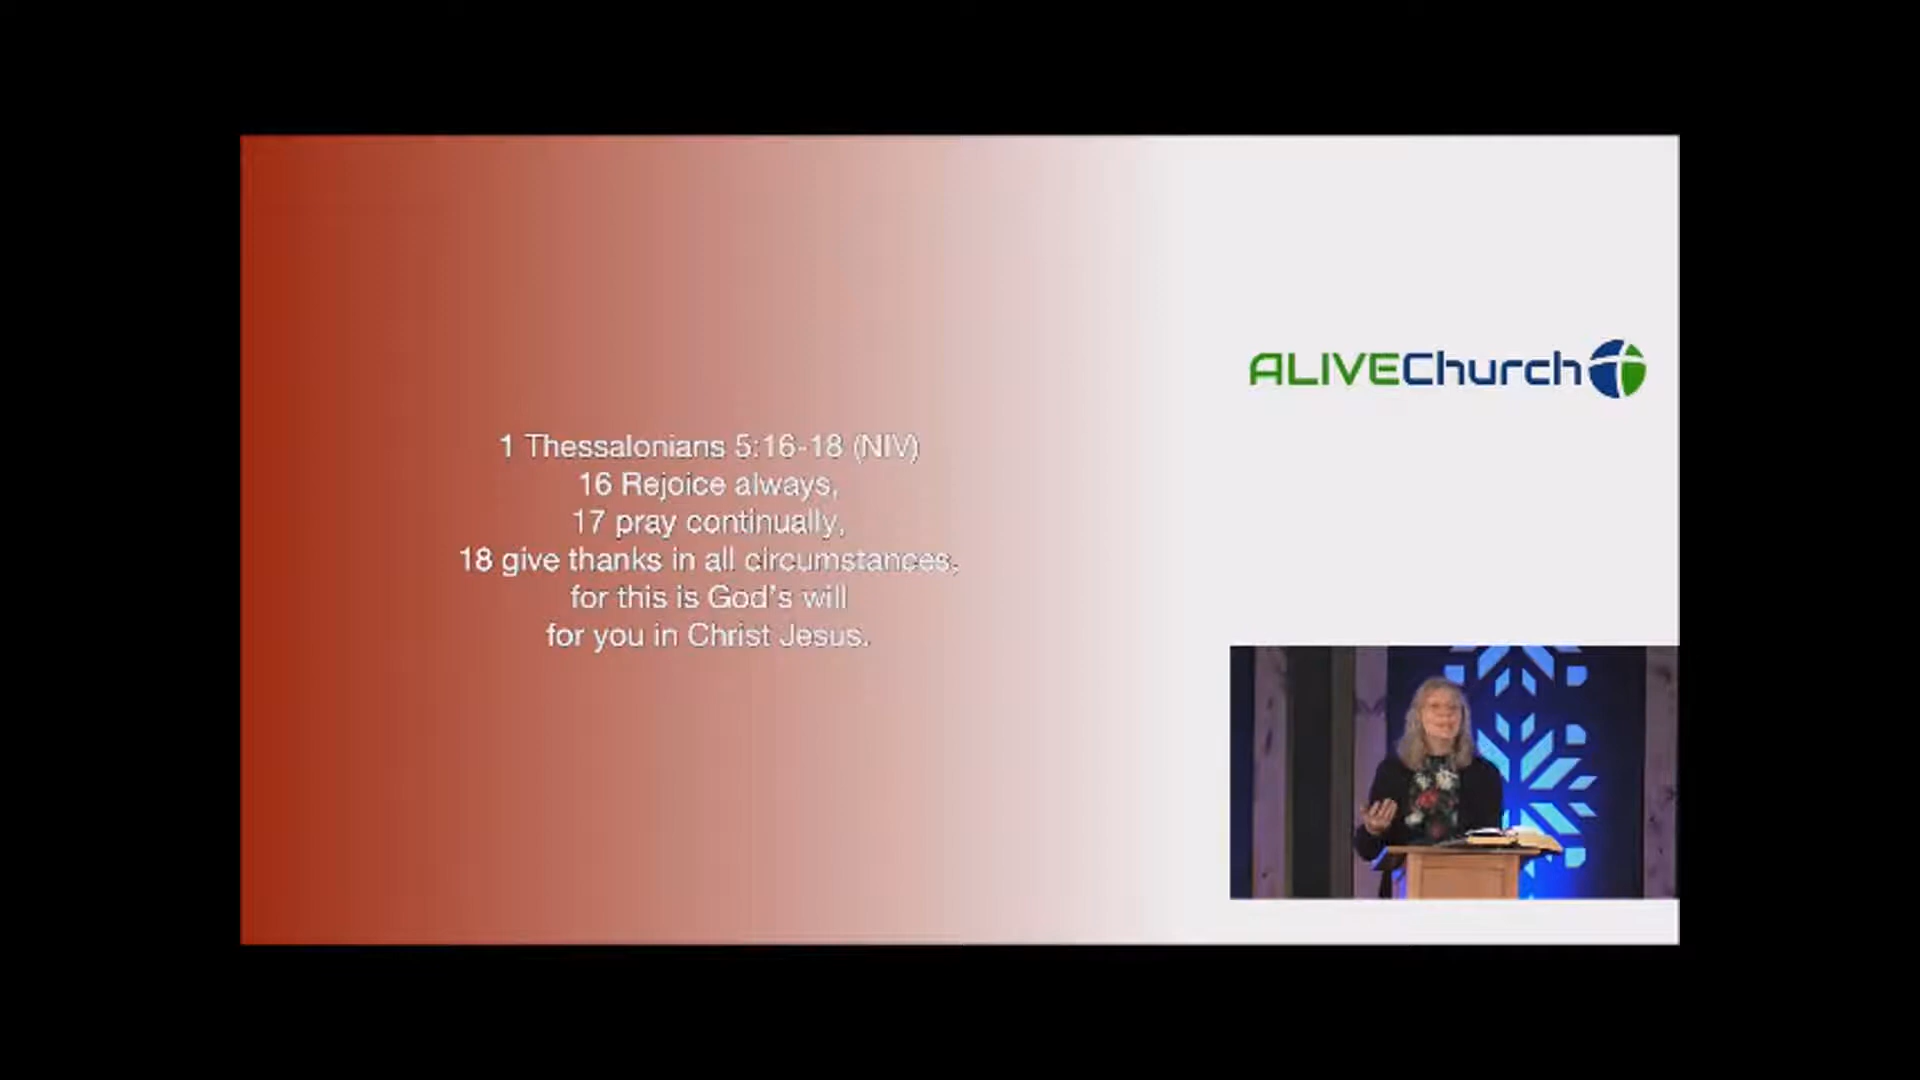 1 Thessalonians 5:16-18 (NIV)
16 Rejoice always,
17 pray continually,
18 give thanks in all circumstances,
for this is God's will
for you in Christ Jesus.
ALIVEChurch